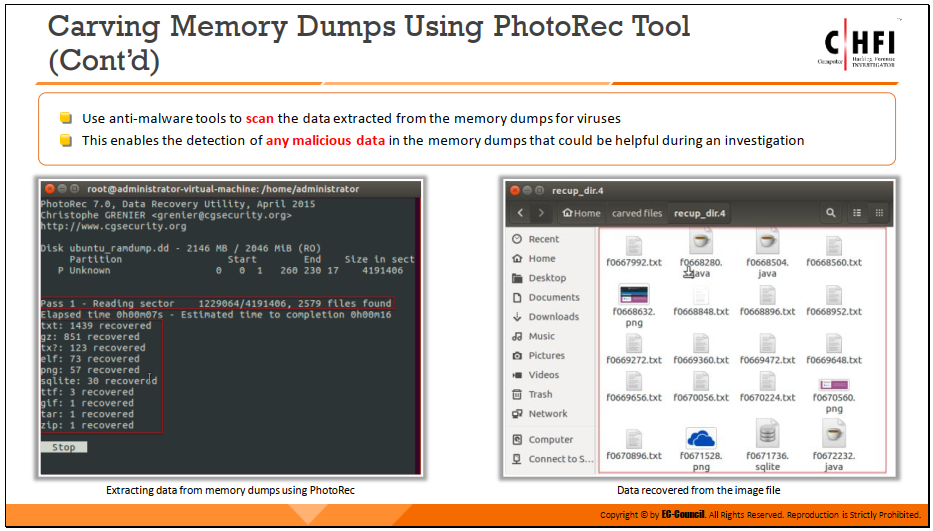 Carving Memory Dumps Using PhotoRec Tool
(Cont'd)
C HFI
Computer Hacking Forensic
INVESTIGATOR
Use anti-malware tools to scan the data extracted from the memory dumps for viruses
This enables the detection of any malicious data in the memory dumps that could be helpful during an investigation
root@administrator-virtual-machine: /home/administrator
PhotoRec 7.0, Data Recovery Utility, April 2015
Christophe GRENIER <grenier@cgsecurity.org>
http://www.cgsecurity.org
Disk ubuntu_ramdump.dd - 2146 MB / 2046 MiB (RO)
Partition Start End Size in sect
P Unknown 0 0 1 260 230 17 4191406
Pass 1 - Reading sector 1229064/4191406, 2579 files found
Elapsed time 0h00m07s - Estimated time to completion 0h00m16
txt: 1439 recovered
gz: 851 recovered
tx?: 123 recovered
elf: 73 recovered
png: 57 recovered
sqlite: 30 recovered
ttf: 3 recovered
gif: 1 recovered
tar: 1 recovered
zip: 1 recovered
Stop
Extracting data from memory dumps using PhotoRec
recup_dir.4
Home carved files recup_dir.4
Recent
Home
Desktop
Documents
Downloads
Music
Pictures
Videos
Trash
Network
Computer
Connect to S...
f0667992.txt f0668280. f0668504. f0668560.txt
java java
f0668632. f0668848.txt f0668896.txt f0668952.txt
png
f0669272.txt f0669360.txt f0669472.txt f0669648.txt
f0669656.txt f0670056.txt f0670224.txt f0670560.
png
f0670896.txt f0671528. f0671736. f0672232.
png sqlite java
Data recovered from the image file
Copyright © by EC-Council. All Rights Reserved. Reproduction is Strictly Prohibited.